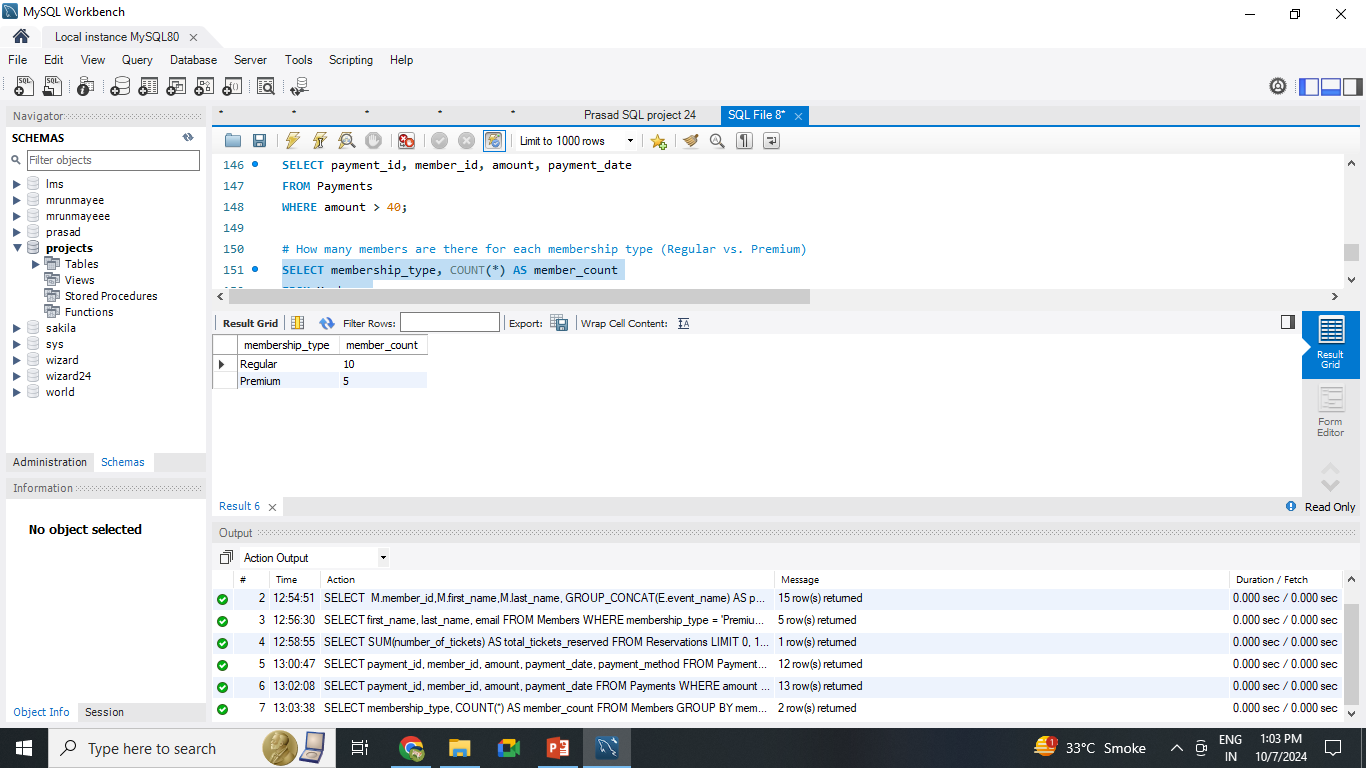 MySQL Workbench
Local instance MySQL80
File Edit View Query Database Server Tools Scripting Help
Navigator
SCHEMAS
Filter objects
lms
mrunmayee
mrunmayeee
prasad
projects
Tables
Views
Stored Procedures
Functions
sakila
sys
wizard
wizard24
world
Administration Schemas
Information
No object selected
Object Info Session
Prasad SQL project 24 SQL File 8*
Limit to 1000 rows
146 SELECT payment_id, member_id, amount, payment_date
147 FROM Payments
148 WHERE amount > 40;
149
150 # How many members are there for each membership type (Regular vs. Premium)
151 SELECT membership_type, COUNT(*) AS member_count
Result Grid Filter Rows: Export: Wrap Cell Content:
membership_type member_count
Regular 10
Premium 5
Result Grid
Form Editor
Result 6
Read Only
Output
Action Output
# Time Action Message Duration / Fetch
2 12:54:51 SELECT M.member_id,M.first_name,M.last_name, GROUP_CONCAT(E.event_name) AS p... 15 row(s) returned 0.000 sec / 0.000 sec
3 12:56:30 SELECT first_name, last_name, email FROM Members WHERE membership_type = 'Premiu... 5 row(s) returned 0.000 sec / 0.000 sec
4 12:58:55 SELECT SUM(number_of_tickets) AS total_tickets_reserved FROM Reservations LIMIT 0, 1... 1 row(s) returned 0.000 sec / 0.000 sec
5 13:00:47 SELECT payment_id, member_id, amount, payment_date, payment_method FROM Payment... 12 row(s) returned 0.000 sec / 0.000 sec
6 13:02:08 SELECT payment_id, member_id, amount, payment_date FROM Payments WHERE amount ... 13 row(s) returned 0.000 sec / 0.000 sec
7 13:03:38 SELECT membership_type, COUNT(*) AS member_count FROM Members GROUP BY mem... 2 row(s) returned 0.000 sec / 0.000 sec
Type here to search
33°C Smoke
ENG
IN
1:03 PM
10/7/2024